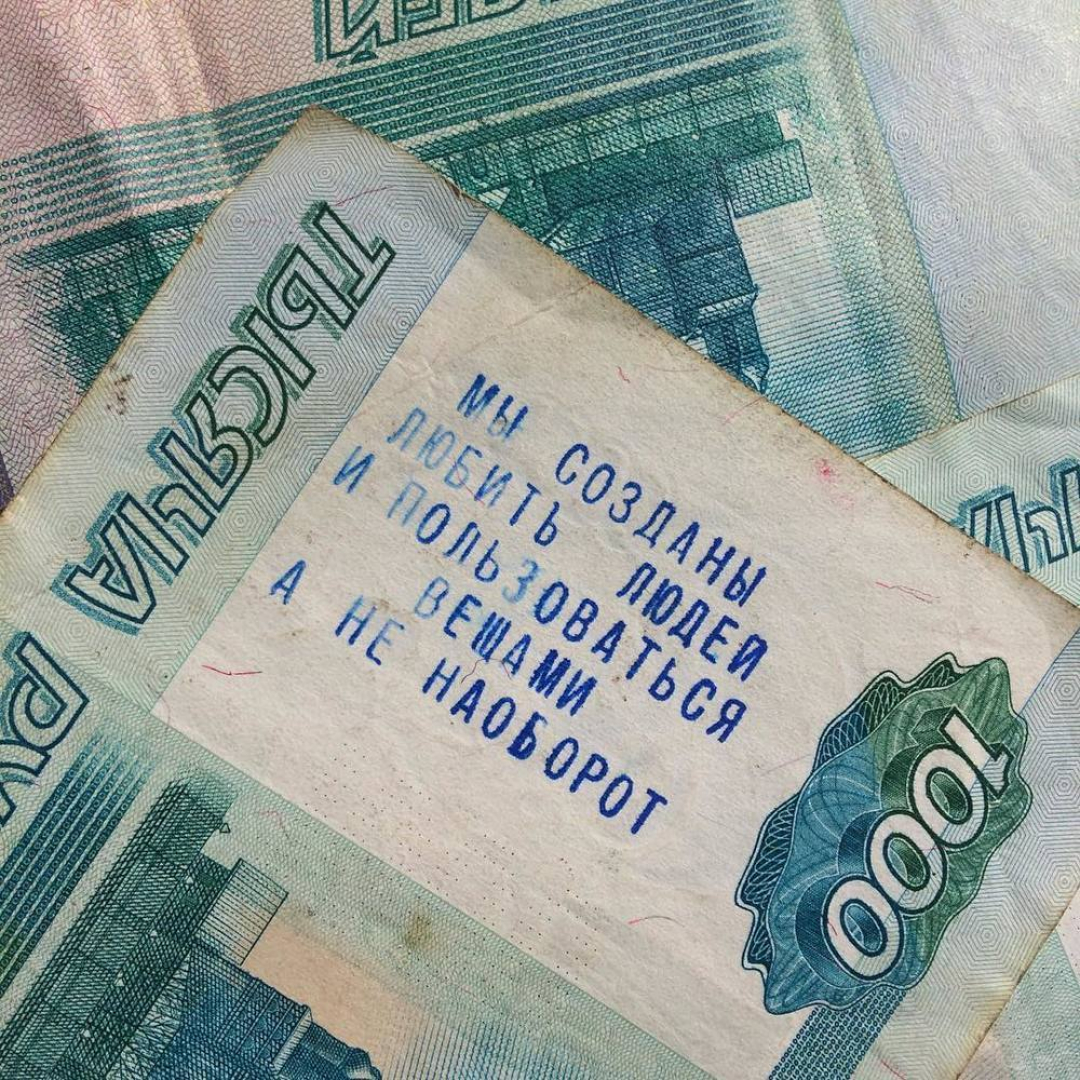 МЫ СОЗДАНЫ
ЛЮБИТЬ ЛЮДЕЙ
И ПОЛЬЗОВАТЬСЯ
ВЕЩАМИ
А НЕ НАОБОРОТ
ТЫСЯЧА
1000